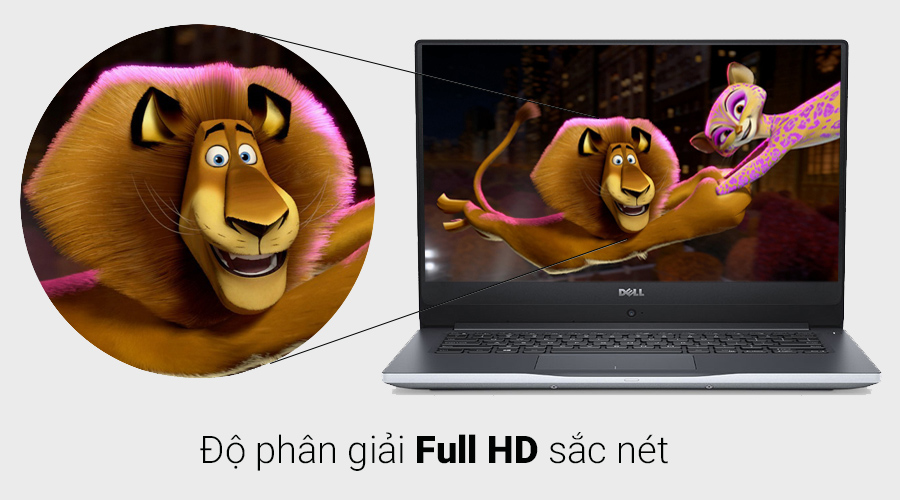 DELL
Độ phân giải Full HD sắc nét